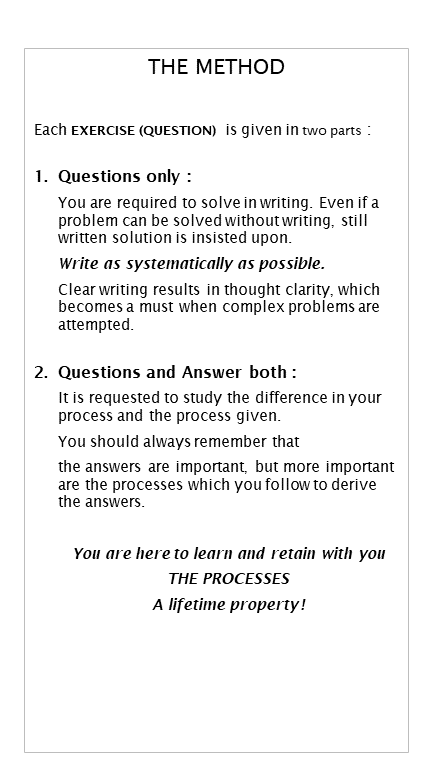 THE METHOD
Each EXERCISE (QUESTION) is given in two parts :
1. Questions only :
You are required to solve in writing. Even if a
problem can be solved without writing, still
written solution is insisted upon.
Write as systematically as possible.
Clear writing results in thought clarity, which
becomes a must when complex problems are
attempted.
2. Questions and Answer both :
It is requested to study the difference in your
process and the process given.
You should always remember that
the answers are important, but more important
are the processes which you follow to derive
the answers.
You are here to learn and retain with you
THE PROCESSES
A lifetime property!